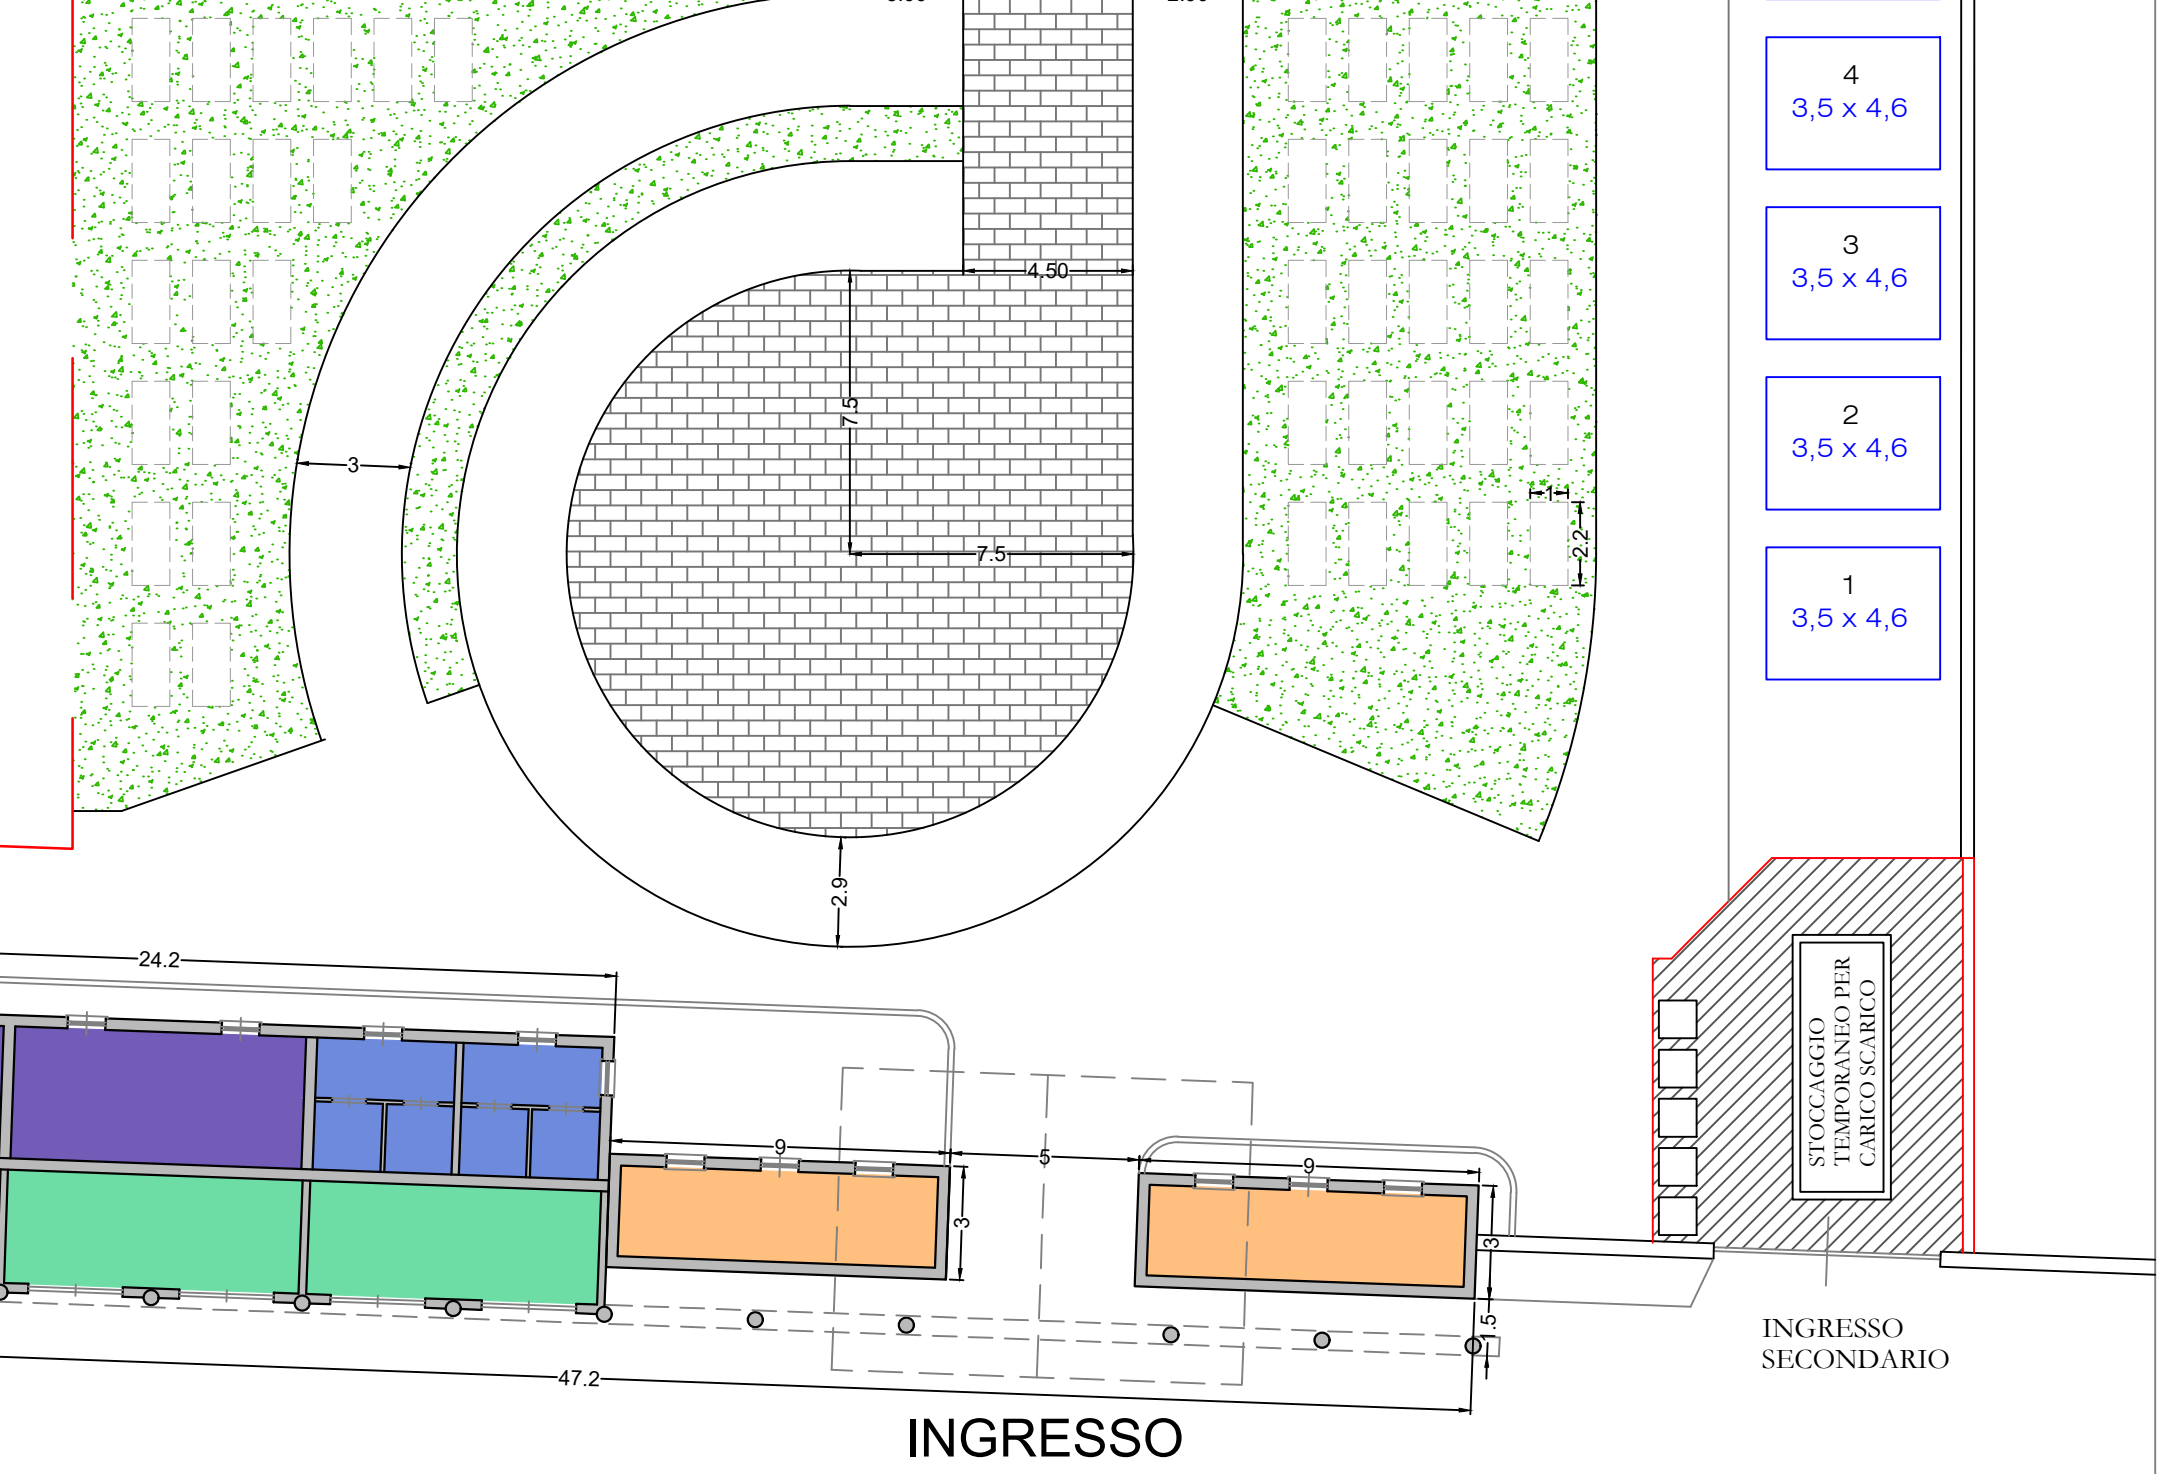 4
3,5 x 4,6
3
3,5 x 4,6
4.50
7.5
2
3,5 x 4,6
3
1
2.2
7.5
1
3,5 x 4,6
2.9
24.2
STOCCAGGIO
TEMPORANEO PER
CARICO SCARICO
9
5
9
3
3
1.5
INGRESSO
SECONDARIO
47.2
INGRESSO